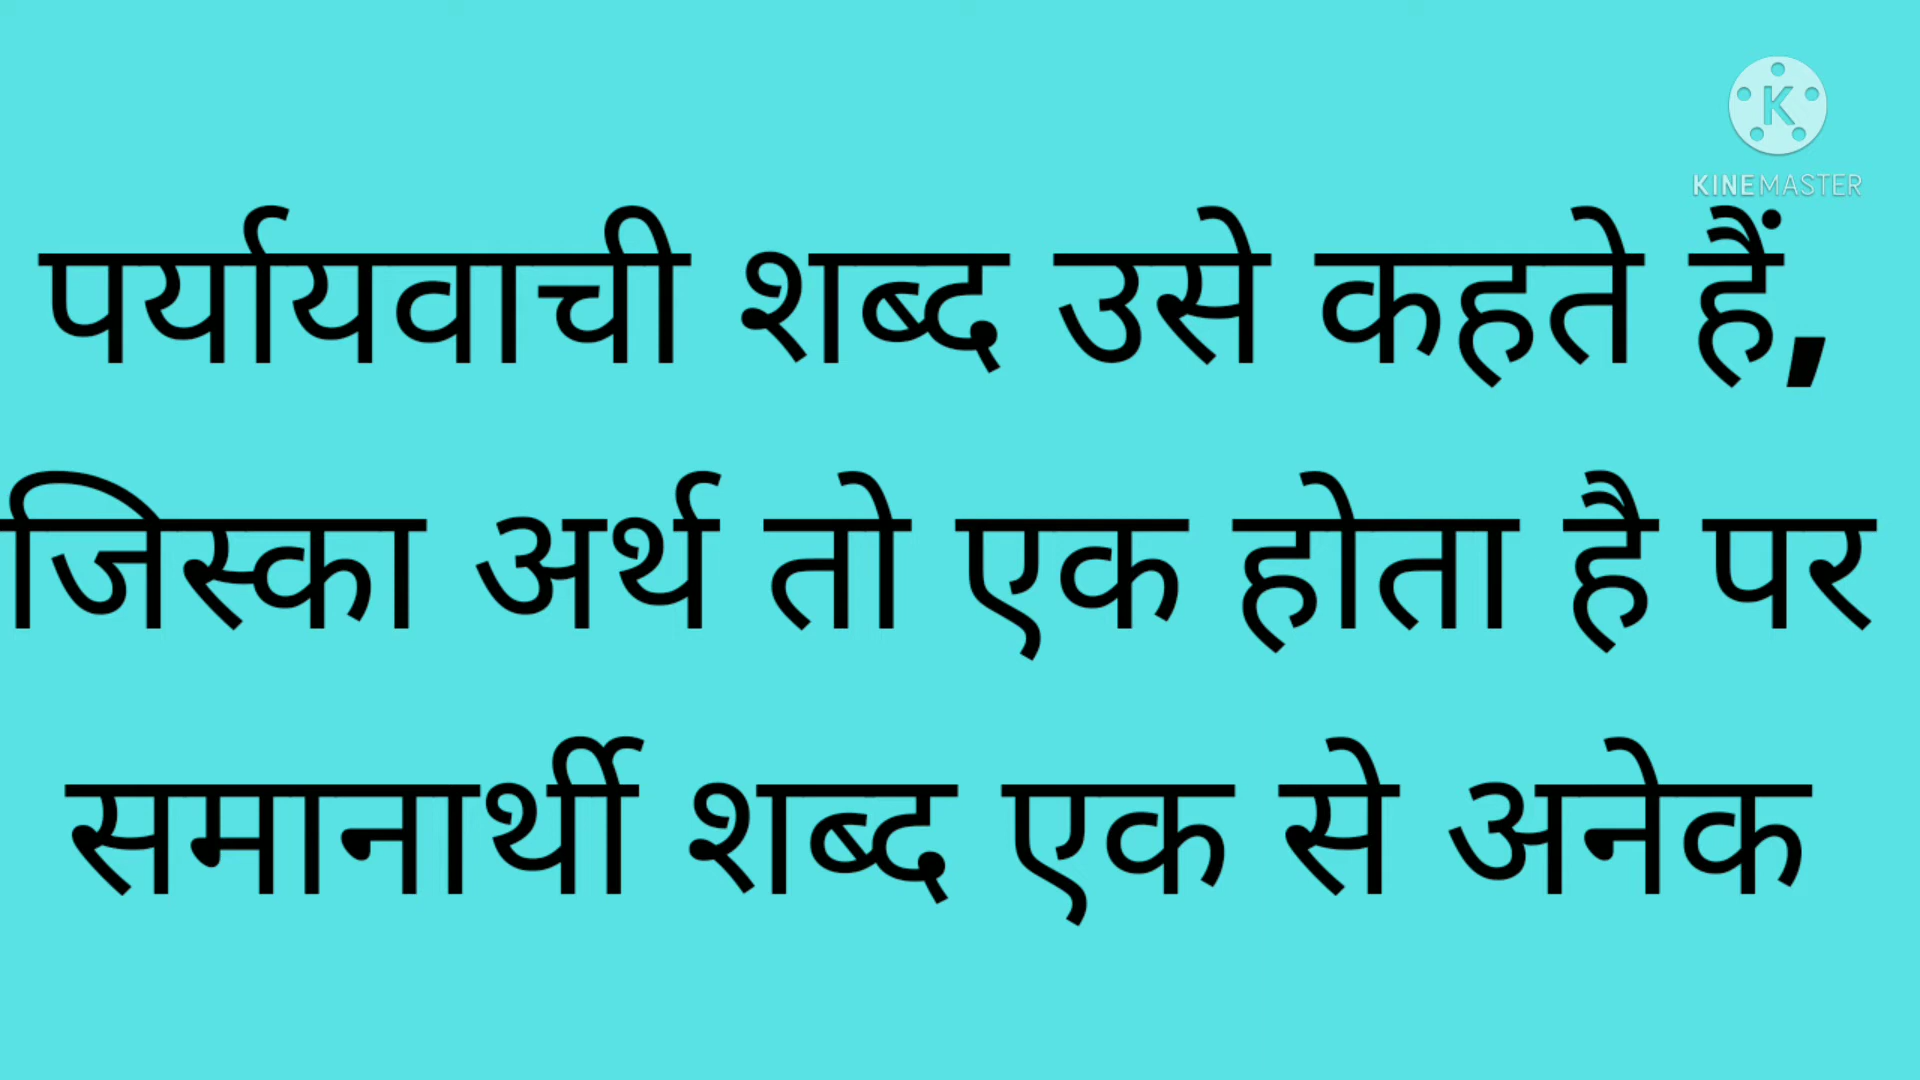 KINEMASTER
पर्यायवाची शब्द उसे कहते हैं,
जिस्का अर्थ तो एक होता है पर
समानार्थी शब्द एक से अनेक